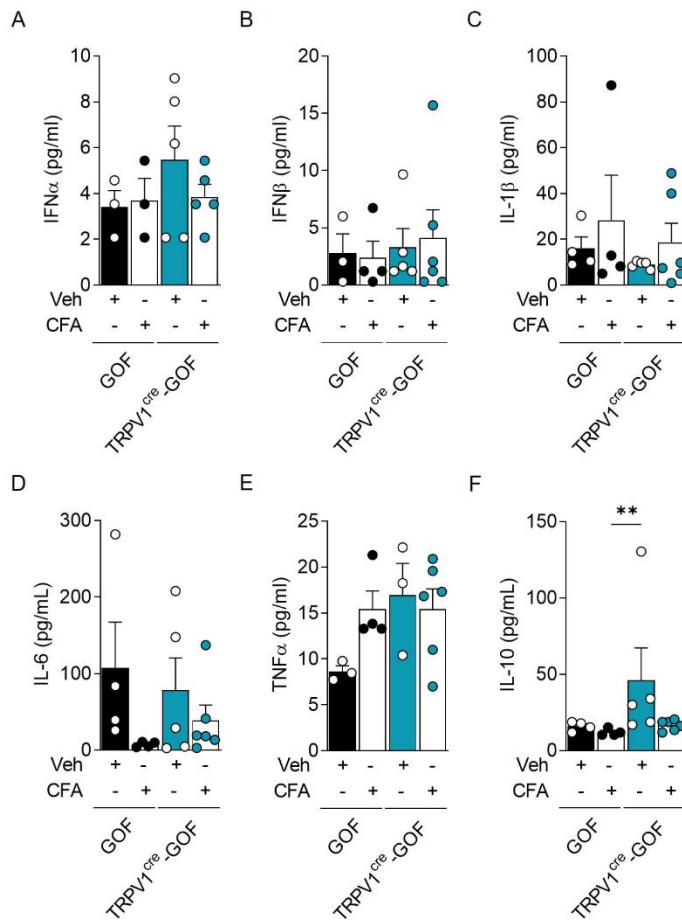 A
IFNα (pg/ml)
10
8
6
4
2
0
Veh + - + -
CFA - + - +
GOF
TRPV1cre-GOF
B
IFNβ (pg/ml)
20
15
10
5
0
Veh + - + -
CFA - + - +
GOF
TRPV1cre-GOF
C
IL-1β (pg/ml)
100
80
60
40
20
0
Veh + - + -
CFA - + - +
GOF
TRPV1cre-GOF
D
IL-6 (pg/mL)
300
200
100
0
Veh + - + -
CFA - + - +
GOF
TRPV1cre-GOF
E
TNFα (pg/ml)
25
20
15
10
5
0
Veh + - + -
CFA - + - +
GOF
TRPV1cre-GOF
F
IL-10 (pg/mL)
150
100
50
0
**
Veh + - + -
CFA - + - +
GOF
TRPV1cre-GOF